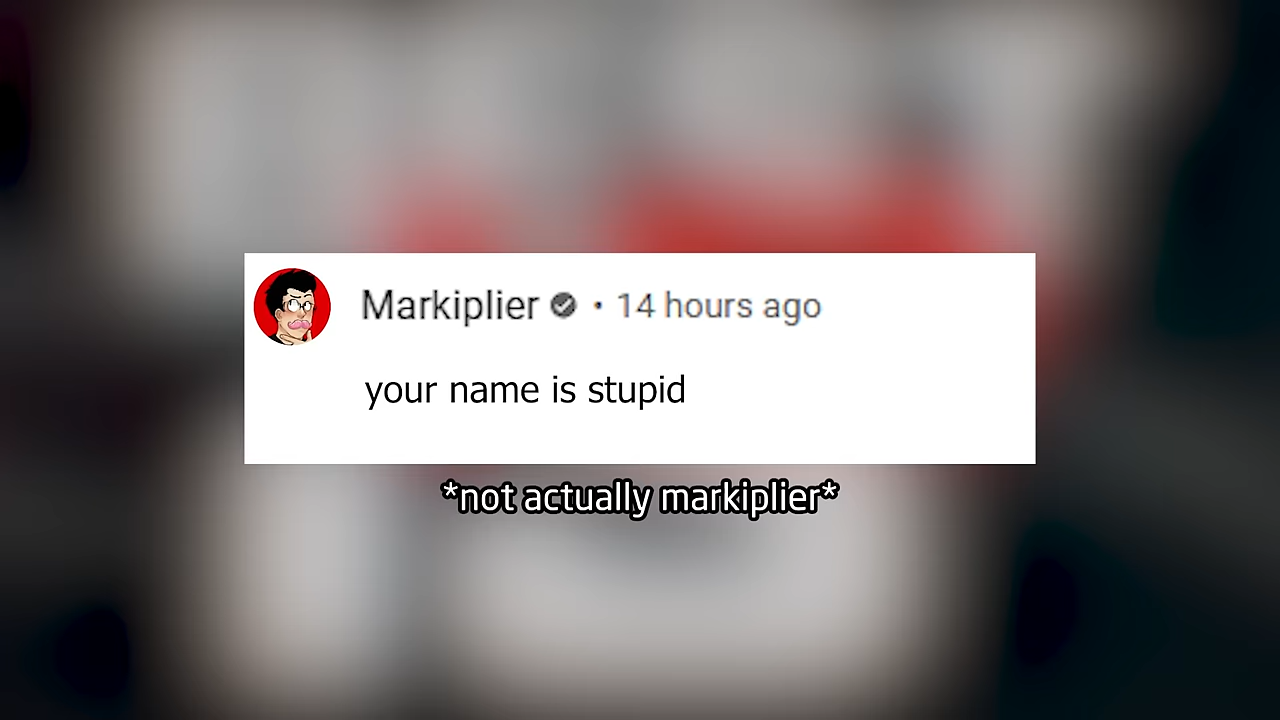 Markiplier • 14 hours ago
your name is stupid
*not actually markiplier*